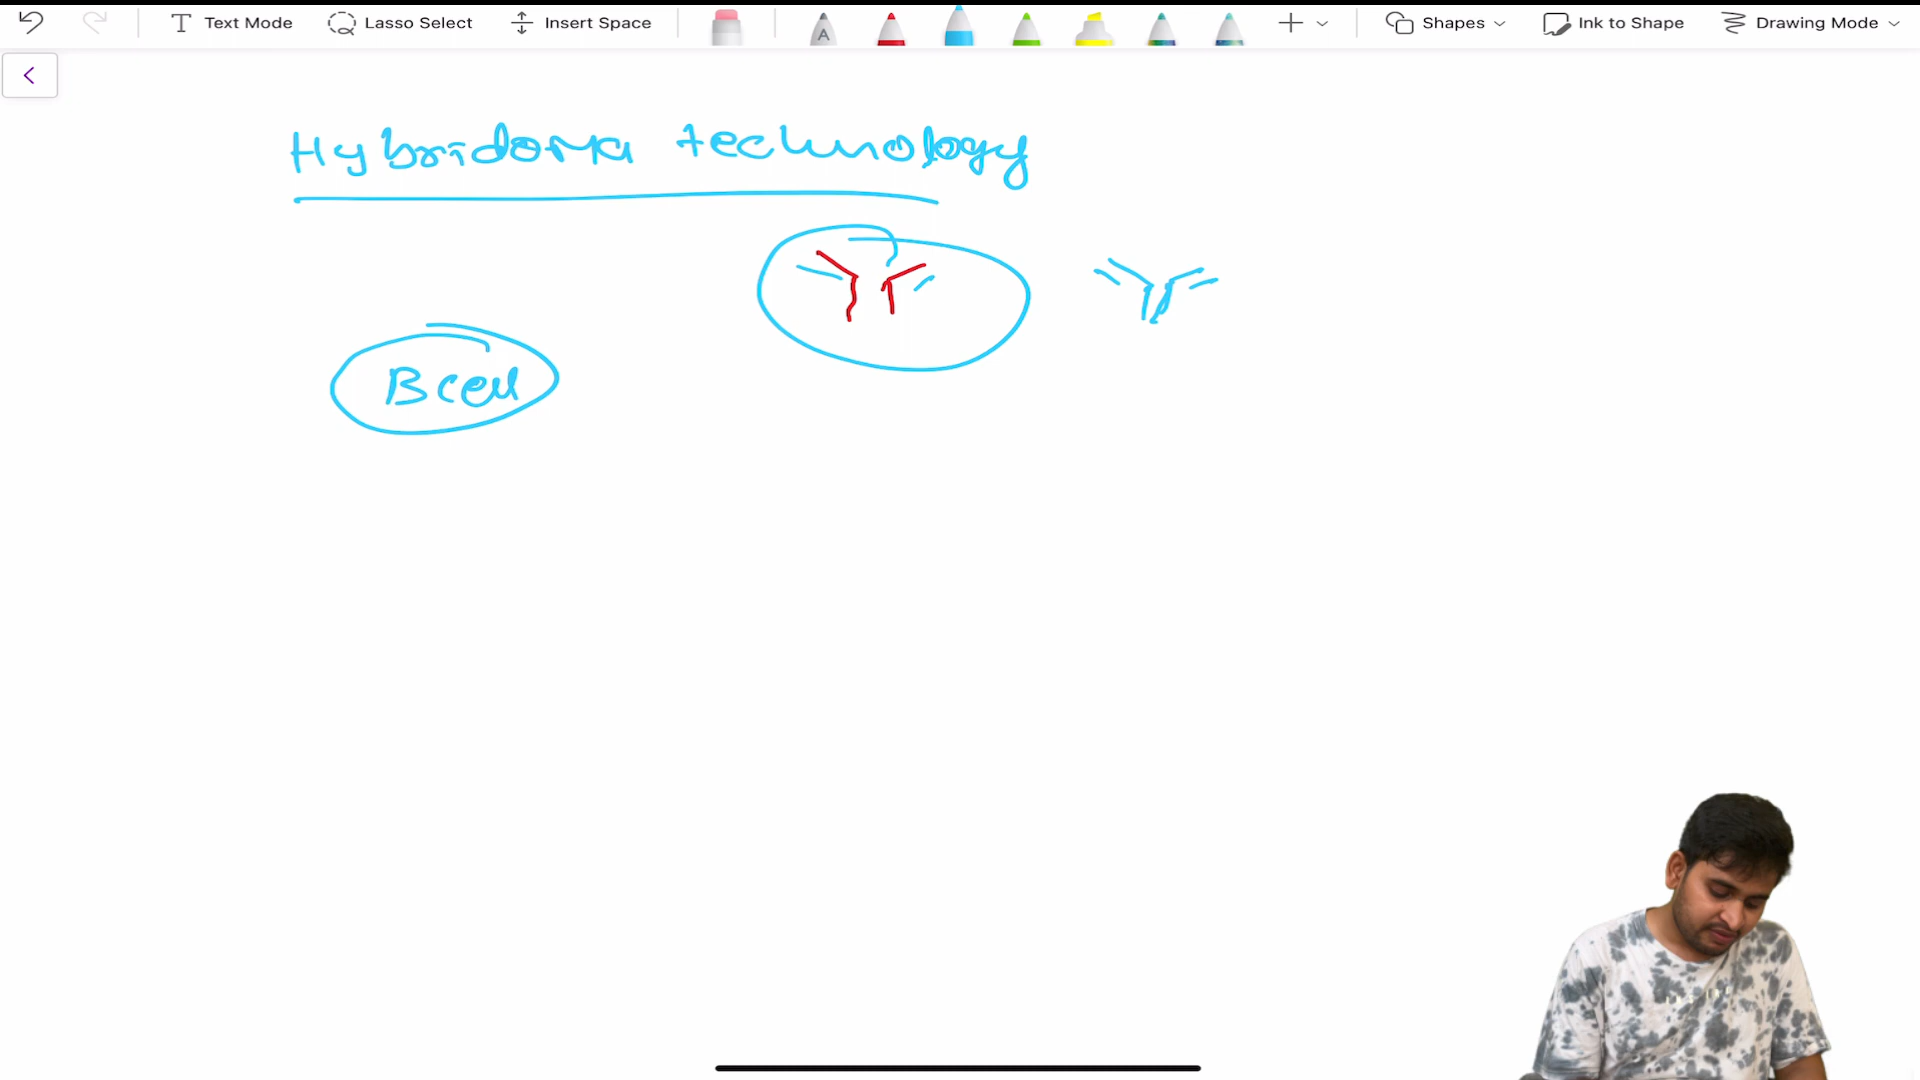 Text Mode Lasso Select Insert Space A Shapes Ink to Shape Drawing Mode
Hybridoma technology
B cell